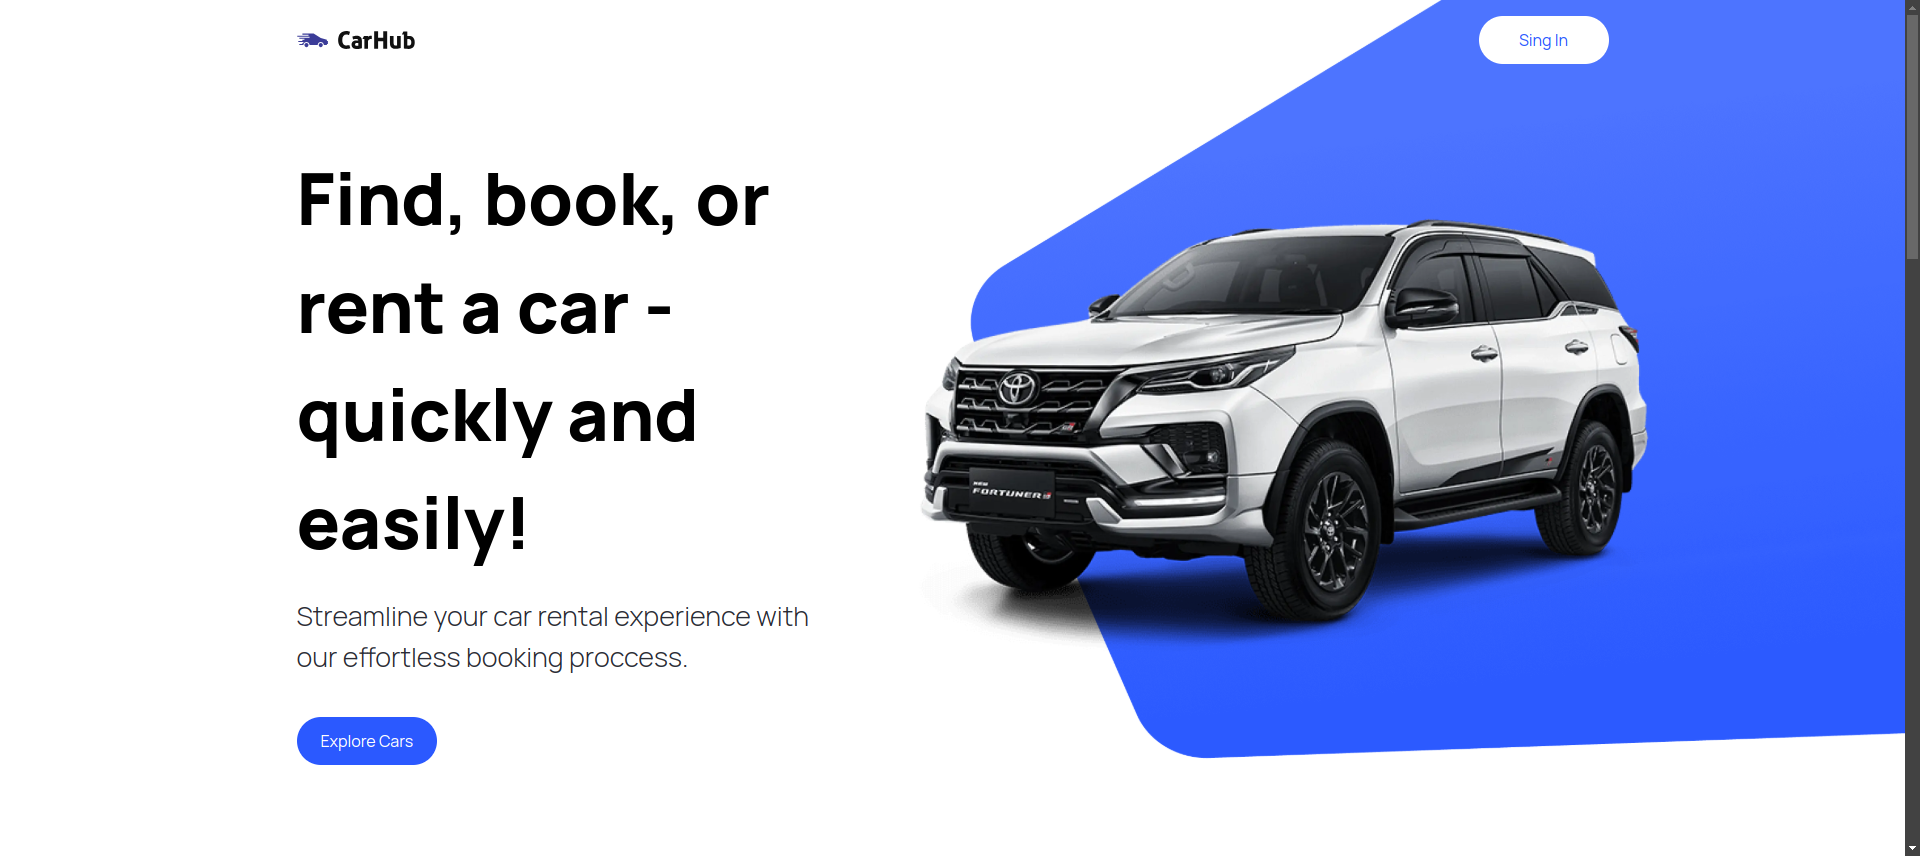 CarHub
Sing In
Find, book, or
rent a car -
quickly and
easily!
Streamline your car rental experience with
our effortless booking proccess.
Explore Cars
NEW
FORTUNER